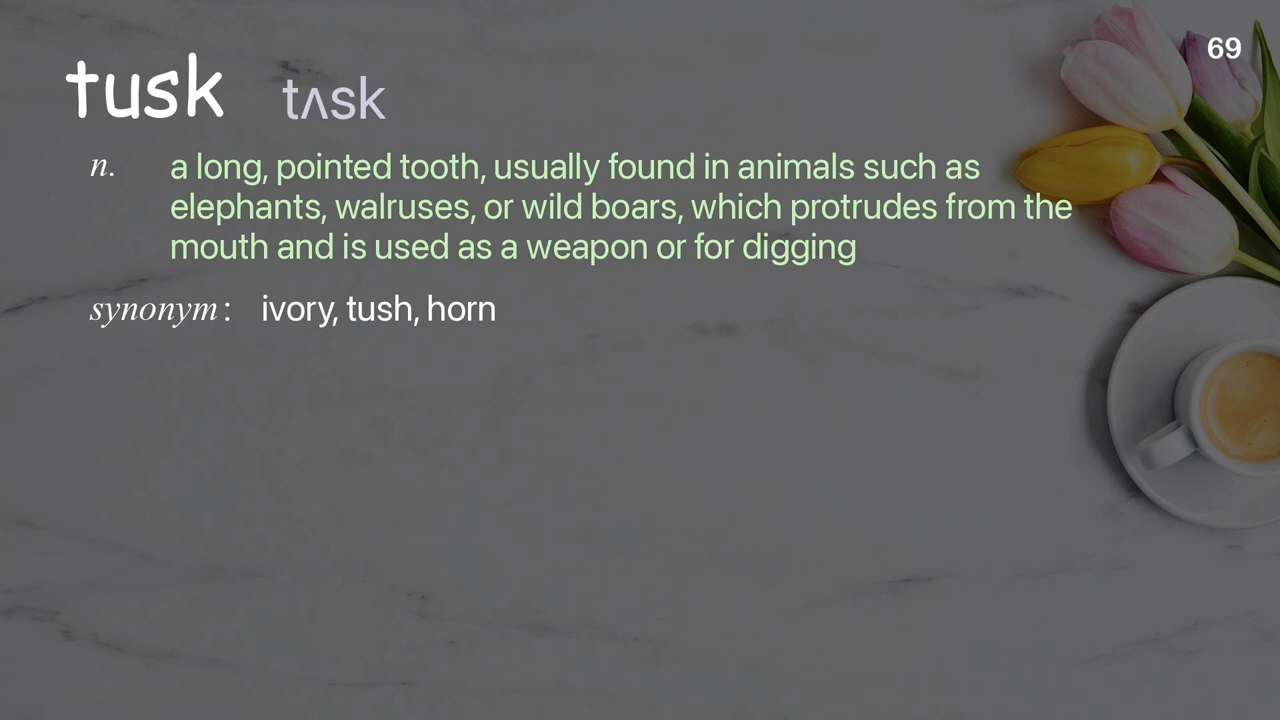 69
tusk tʌsk
n. a long, pointed tooth, usually found in animals such as
elephants, walruses, or wild boars, which protrudes from the
mouth and is used as a weapon or for digging
synonym: ivory, tush, horn